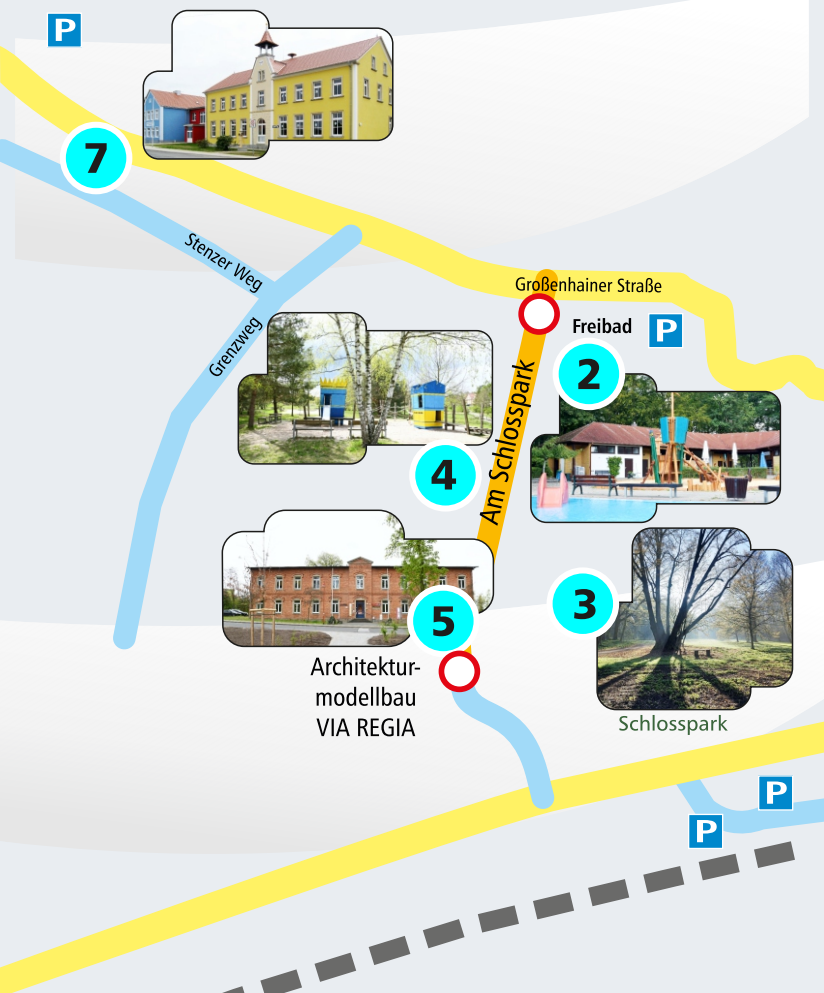 P
7
Stenzer Weg
Grenzweg
Großenhainer Straße
Freibad
P
2
Am Schlosspark
4
3
5
Architektur-
modellbau
VIA REGIA
Schlosspark
P
P